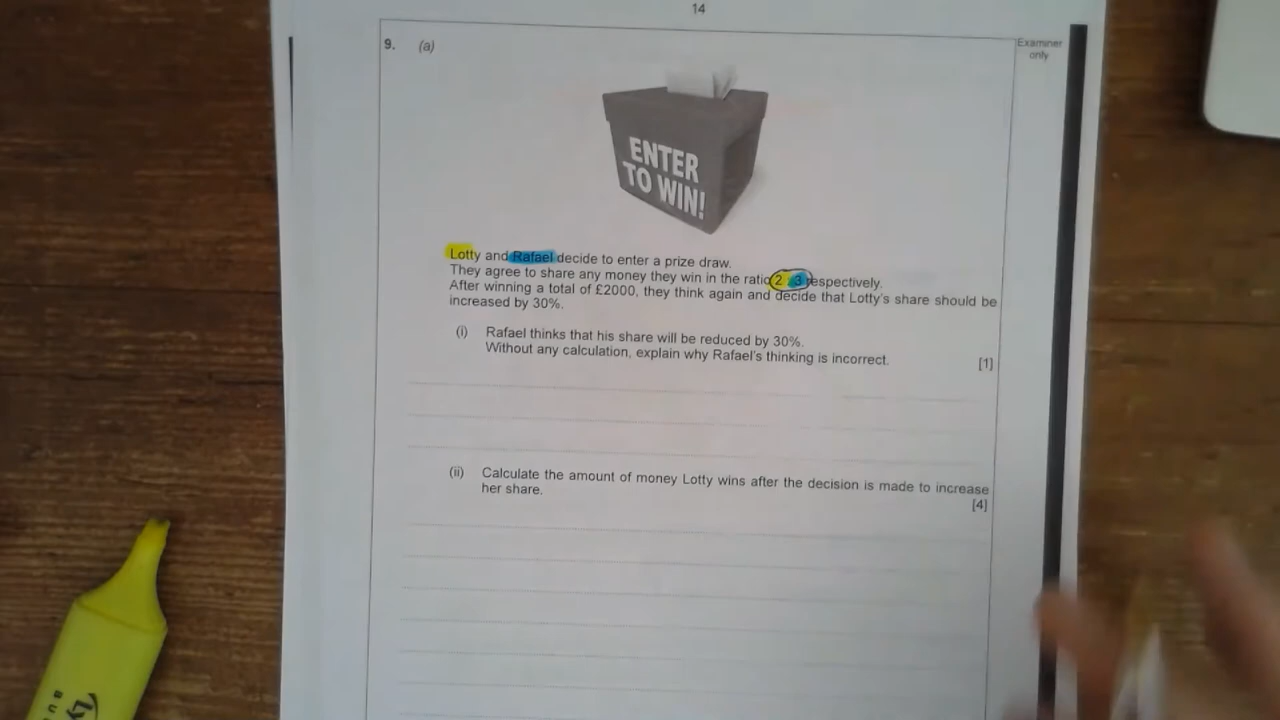 14
9. (a)
Examiner
only
ENTER
TO WIN!
Lotty and Rafael decide to enter a prize draw.
They agree to share any money they win in the ratio 2 : 3 respectively.
After winning a total of £2000, they think again and decide that Lotty's share should be
increased by 30%.
(i) Rafael thinks that his share will be reduced by 30%.
Without any calculation, explain why Rafael's thinking is incorrect.
[1]
(ii) Calculate the amount of money Lotty wins after the decision is made to increase
her share.
[4]